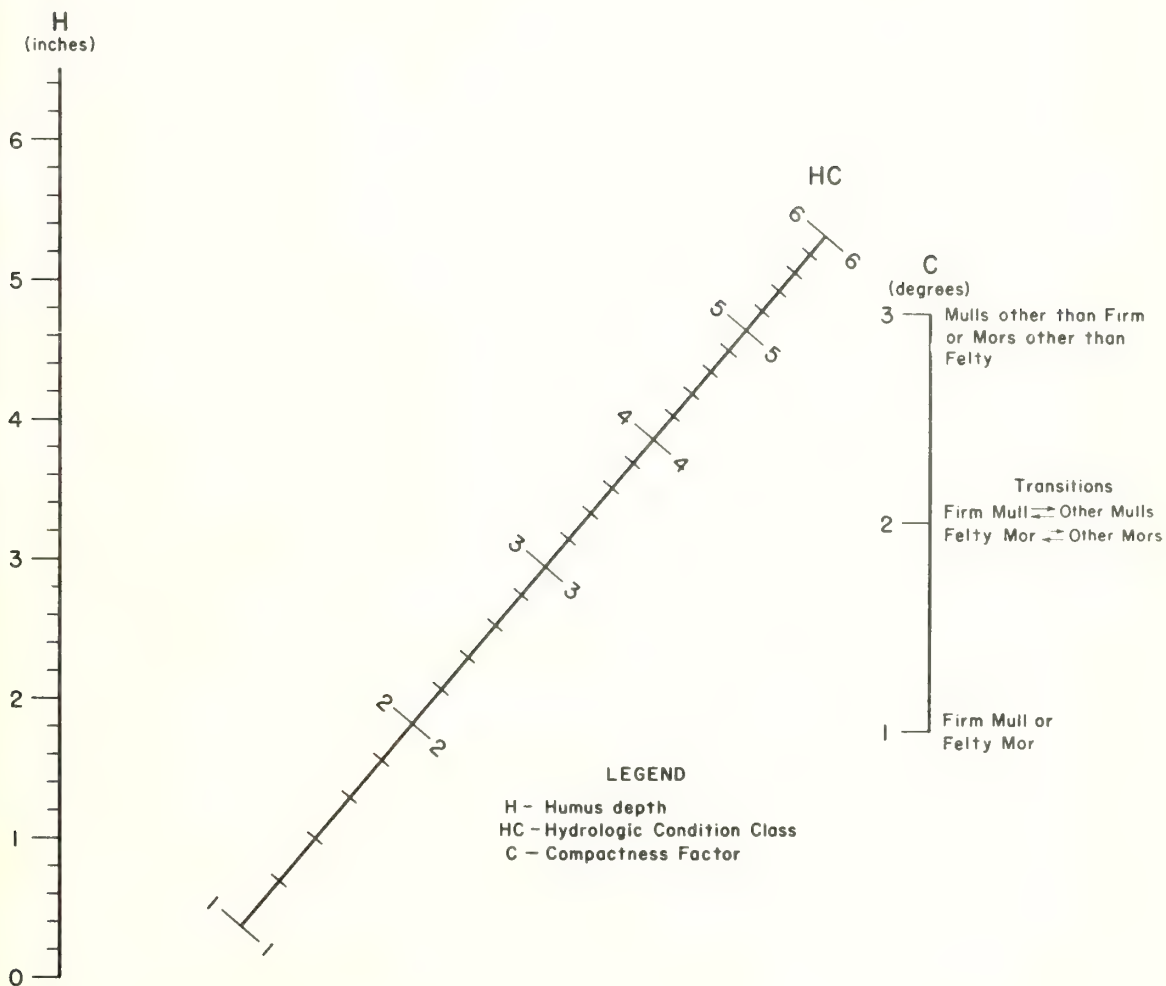 H
(inches)
6
5
4
3
2
1
0
HC
6
6
5
5
4
4
3
3
2
2
1
1
C
(degrees)
3
Mulls other than Firm
or Mors other than
Felty
Transitions
2
Firm Mull ⇌ Other Mulls
Felty Mor ⇌ Other Mors
1
Firm Mull or
Felty Mor
LEGEND
H - Humus depth
HC - Hydrologic Condition Class
C - Compactness Factor